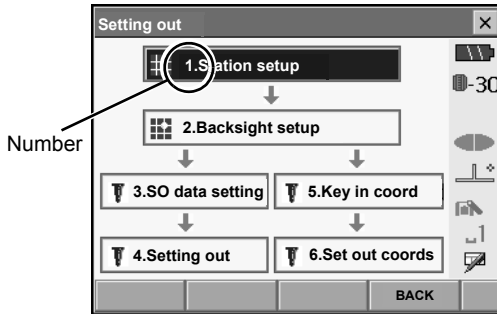 Setting out
1.Station setup
-30
2.Backsight setup
Number
3.SO data setting
5.Key in coord
4.Setting out
6.Set out coords
1
BACK